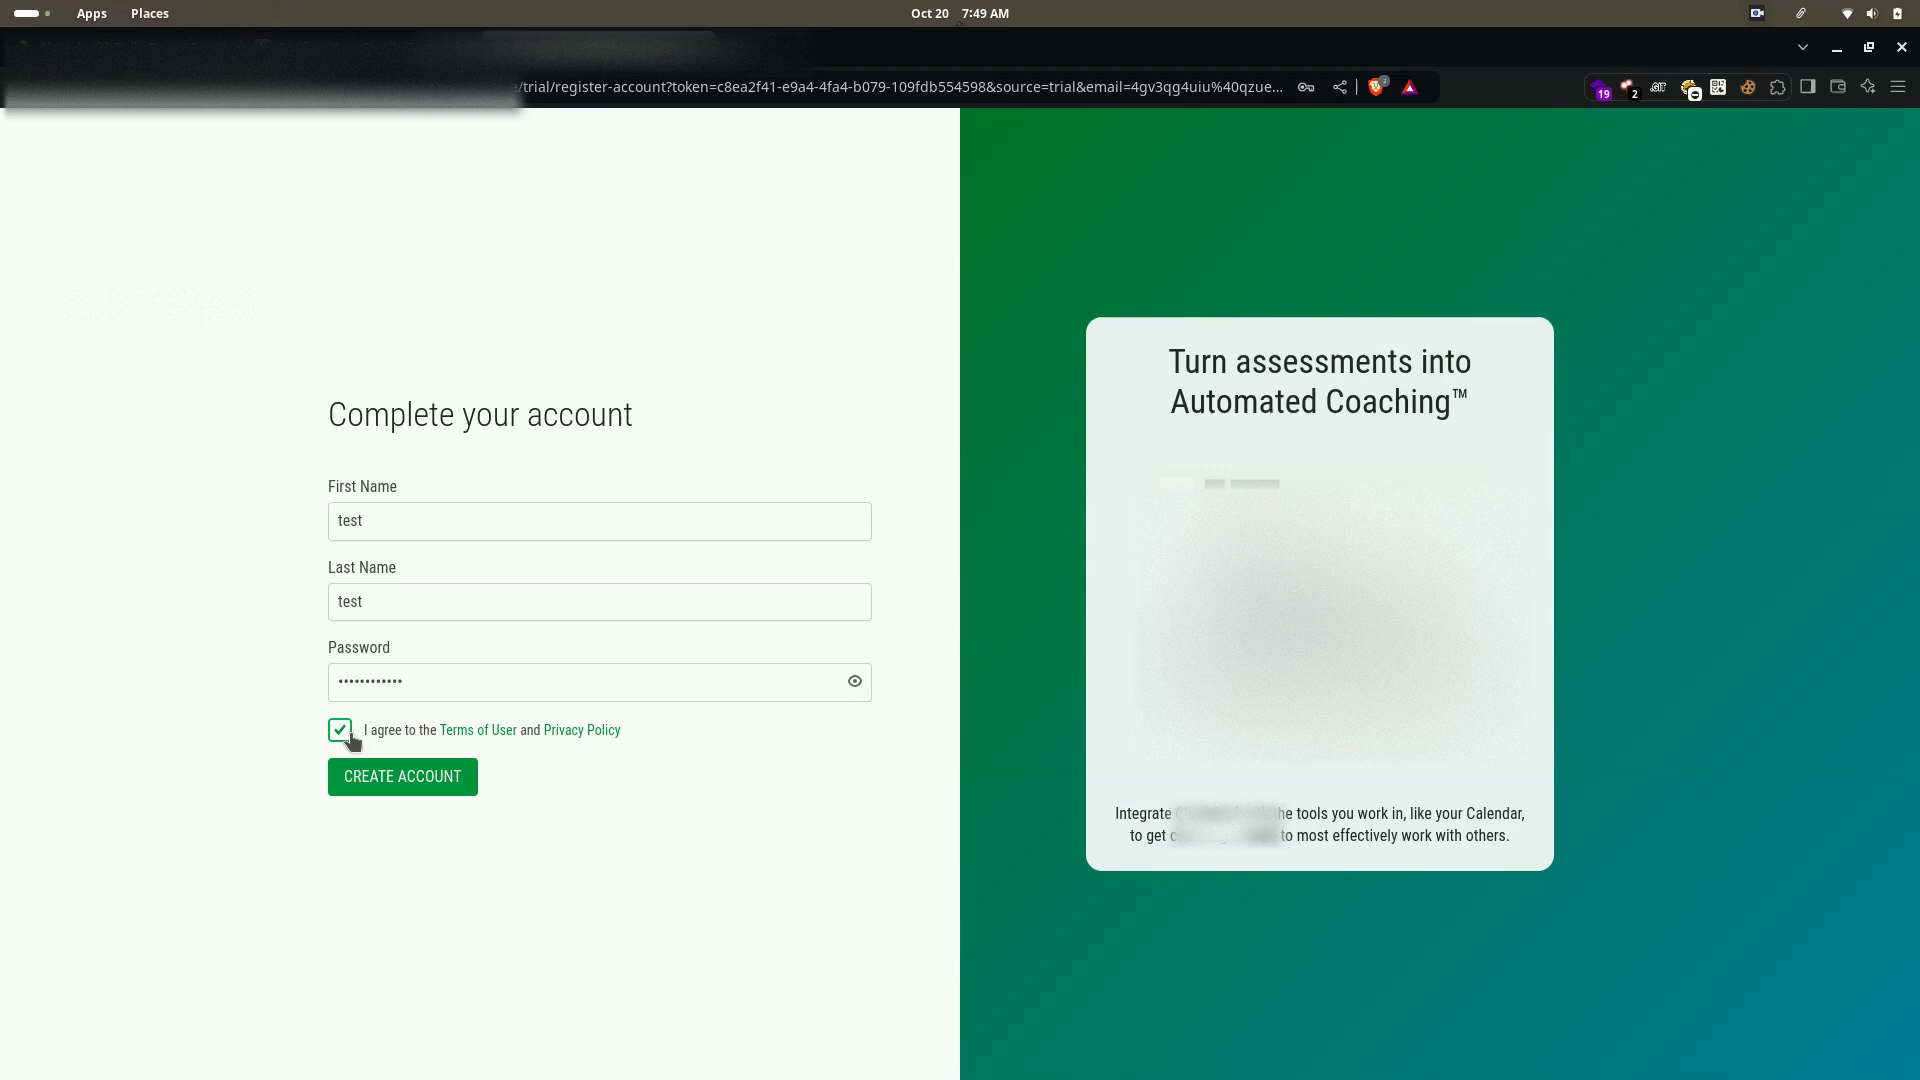 Apps Places Oct 20 7:49 AM
/trial/register-account?token=c8ea2f41-e9a4-4fa4-b079-109fdb554598&source=trial&email=4gv3qg4uiu%40qzue...
2
19
2
GIT
Turn assessments into
Automated Coaching™
Complete your account
First Name
test
Last Name
test
Password
••••••••••••
I agree to the Terms of User and Privacy Policy
CREATE ACCOUNT
Integrate he tools you work in, like your Calendar,
to get to most effectively work with others.